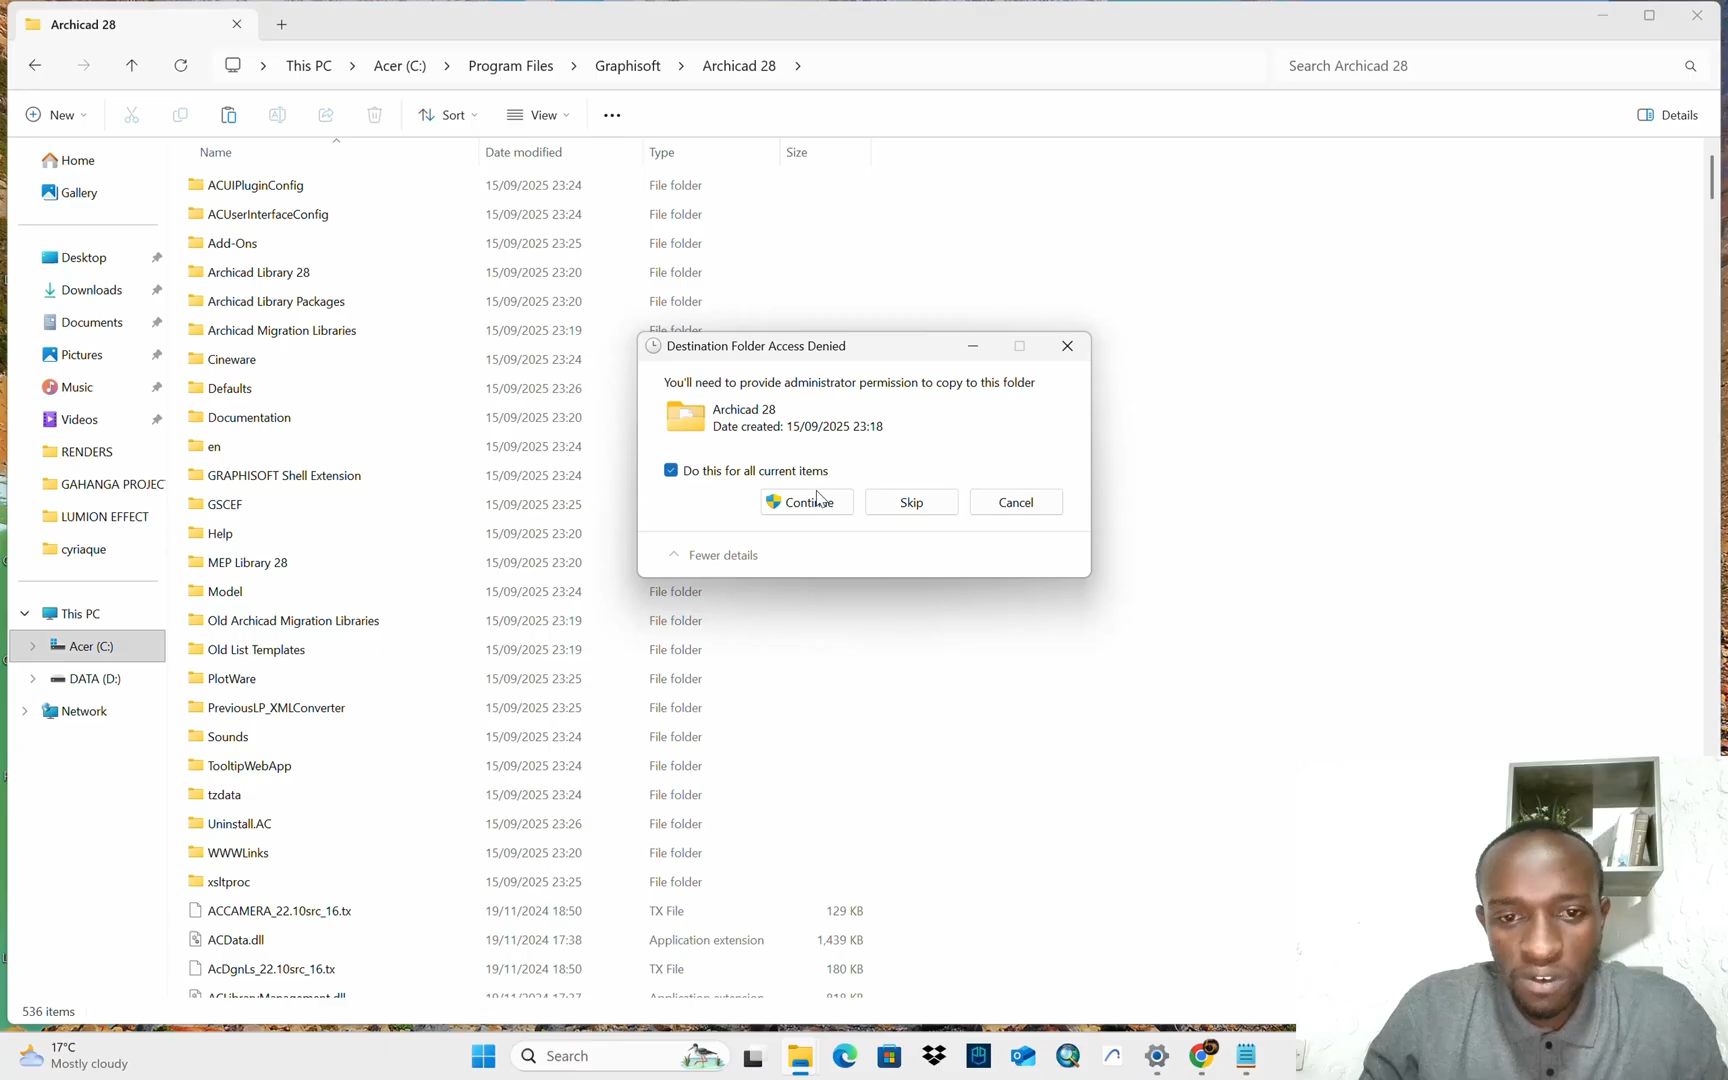 Archicad 28
This PC > Acer (C:) > Program Files > Graphisoft > Archicad 28 >
Search Archicad 28
New
Sort
View
Details
Name Date modified Type Size
Home
Gallery
Desktop
Downloads
Documents
Pictures
Music
Videos
RENDERS
GAHANGA PROJEC
LUMION EFFECT
cyriaque
This PC
Acer (C:)
DATA (D:)
Network
ACUIPluginConfig 15/09/2025 23:24 File folder
ACUserInterfaceConfig 15/09/2025 23:24 File folder
Add-Ons 15/09/2025 23:25 File folder
Archicad Library 28 15/09/2025 23:20 File folder
Archicad Library Packages 15/09/2025 23:20 File folder
Archicad Migration Libraries 15/09/2025 23:19 File folder
Cineware 15/09/2025 23:24
Defaults 15/09/2025 23:26
Documentation 15/09/2025 23:20
en 15/09/2025 23:24
GRAPHISOFT Shell Extension 15/09/2025 23:24
GSCEF 15/09/2025 23:25
Help 15/09/2025 23:20
MEP Library 28 15/09/2025 23:20
Model 15/09/2025 23:24 File folder
Old Archicad Migration Libraries 15/09/2025 23:19 File folder
Old List Templates 15/09/2025 23:19 File folder
PlotWare 15/09/2025 23:25 File folder
PreviousLP_XMLConverter 15/09/2025 23:25 File folder
Sounds 15/09/2025 23:24 File folder
TooltipWebApp 15/09/2025 23:24 File folder
tzdata 15/09/2025 23:24 File folder
Uninstall.AC 15/09/2025 23:26 File folder
WWWLinks 15/09/2025 23:20 File folder
xsltproc 15/09/2025 23:25 File folder
ACCAMERA_22.10src_16.tx 19/11/2024 18:50 TX File 129 KB
ACData.dll 19/11/2024 17:38 Application extension 1,439 KB
AcDgnLs_22.10src_16.tx 19/11/2024 18:50 TX File 180 KB
ACLibraryManagement.dll 19/11/2024 17:37 Application extension 818 KB
Destination Folder Access Denied
You'll need to provide administrator permission to copy to this folder
Archicad 28
Date created: 15/09/2025 23:18
Do this for all current items
Continue
Skip
Cancel
Fewer details
536 items
17°C
Mostly cloudy
Search